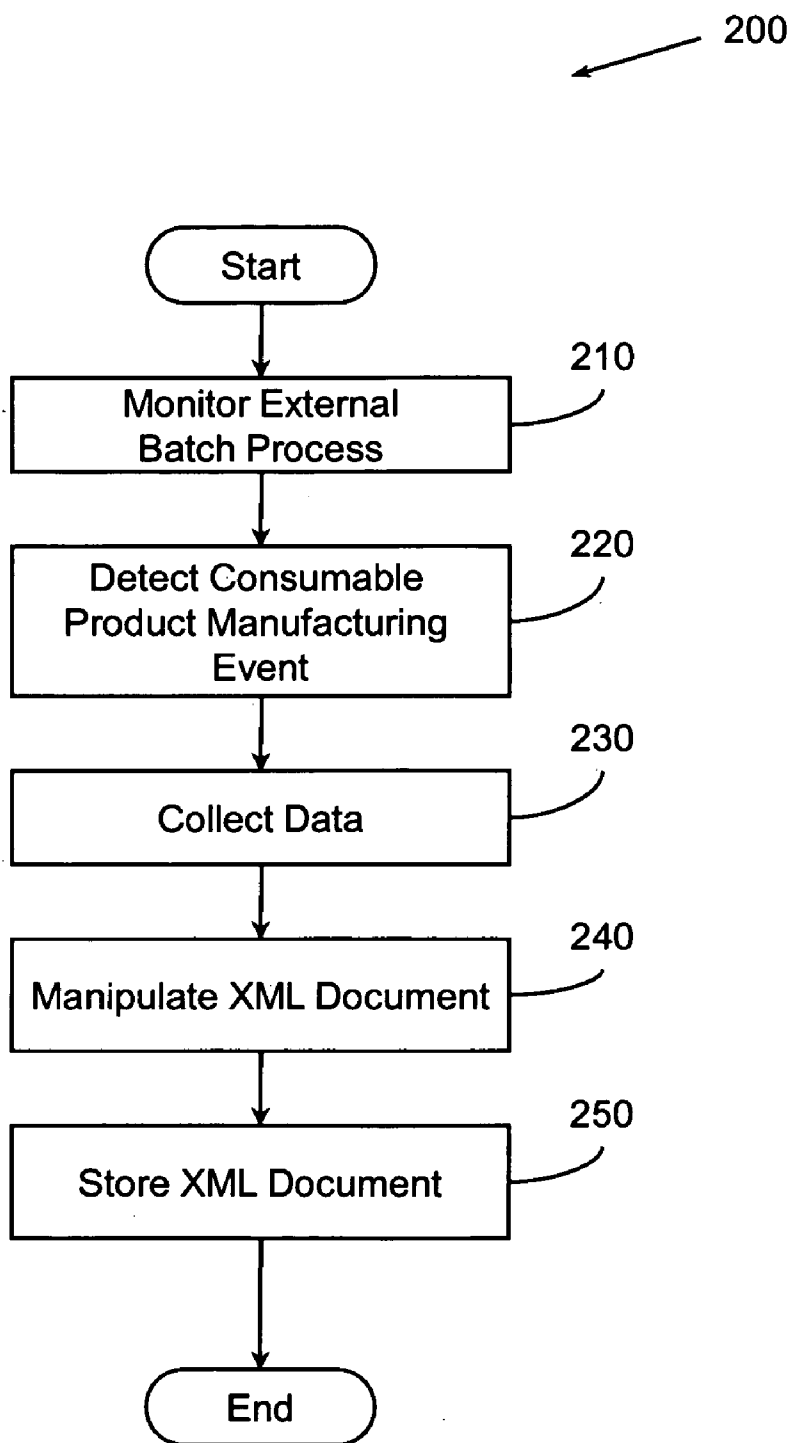 200
Start
210
Monitor External
Batch Process
220
Detect Consumable
Product Manufacturing
Event
230
Collect Data
240
Manipulate XML Document
250
Store XML Document
End